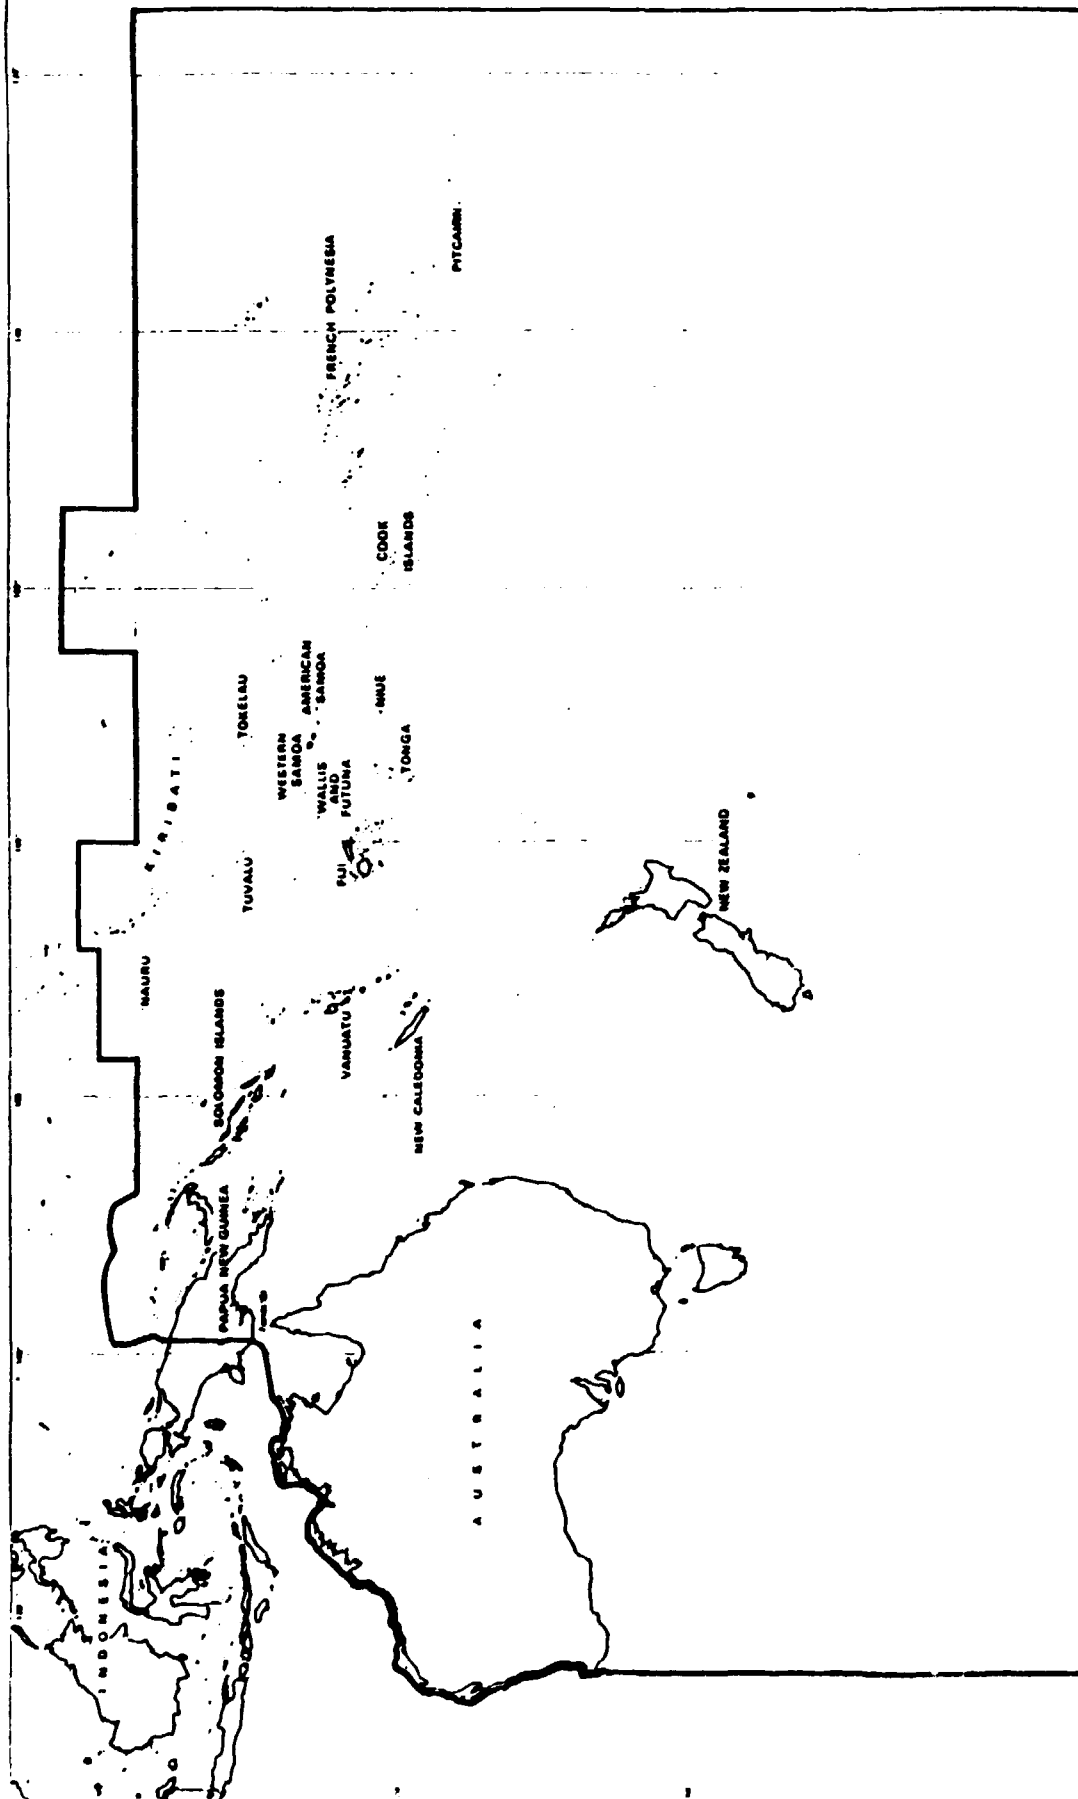 FRENCH POLYNESIA
PITCAIRN
COOK
ISLANDS
TOKELAU
AMERICAN
SAMOA
NIUE
WESTERN
SAMOA
WALLIS
AND
FUTUNA
TONGA
KIRIBATI
TUVALU
FIJI
NEW ZEALAND
NAURU
SOLOMON ISLANDS
VANUATU
NEW CALEDONIA
PAPUA NEW GUINEA
AUSTRALIA
INDONESIA